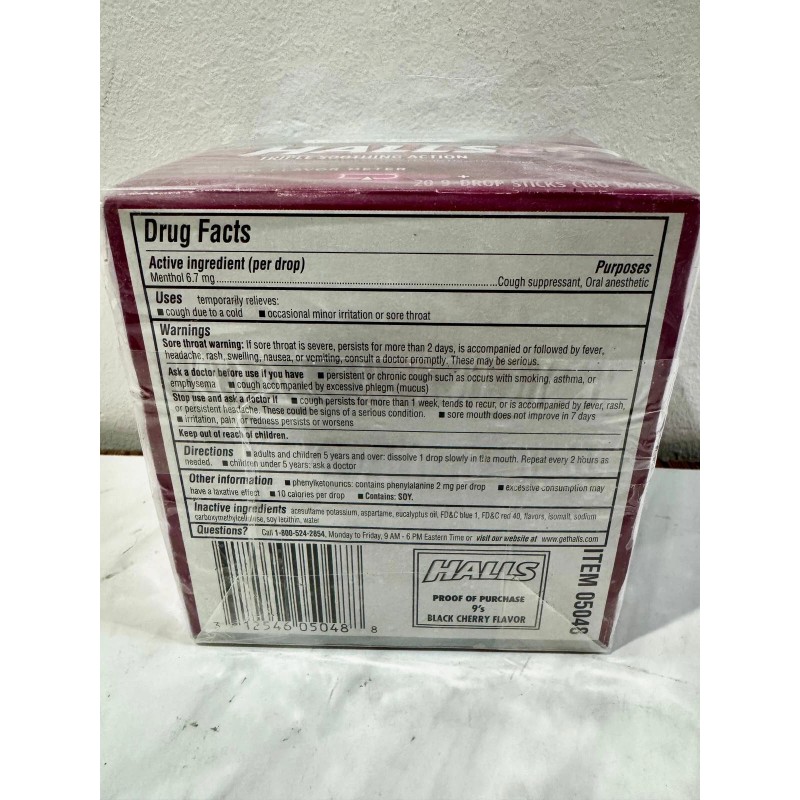 HALLS
TRIPLE SOOTHING ACTION
FLAVOR METER
20 9-DROP STICKS (180
Drug Facts
Active ingredient (per drop) Purposes
Menthol 6.7 mg Cough suppressant, Oral anesthetic
Uses temporarily relieves:
■ cough due to a cold ■ occasional minor irritation or sore throat
Warnings
Sore throat warning: If sore throat is severe, persists for more than 2 days, is accompanied or followed by fever,
headache, rash, swelling, nausea, or vomiting, consult a doctor promptly. These may be serious.
Ask a doctor before use if you have ■ persistent or chronic cough such as occurs with smoking, asthma, or
emphysema ■ cough accompanied by excessive phlegm (mucus)
Stop use and ask a doctor if ■ cough persists for more than 1 week, tends to recur, or is accompanied by fever, rash,
or persistent headache. These could be signs of a serious condition. ■ sore mouth does not improve in 7 days
■ irritation, pain, or redness persists or worsens
Keep out of reach of children.
Directions ■ adults and children 5 years and over: dissolve 1 drop slowly in the mouth. Repeat every 2 hours as
needed. ■ children under 5 years: ask a doctor
Other information ■ phenylketonurics: contains phenylalanine 2 mg per drop ■ excessive consumption may
have a laxative effect ■ 10 calories per drop ■ Contains: SOY.
Inactive ingredients acesulfame potassium, aspartame, eucalyptus oil, FD&C blue 1, FD&C red 40, flavors, isomalt, sodium
carboxymethylcellulose, soy lecithin, water
Questions? Call 1-800-524-2854, Monday to Friday, 9 AM - 6 PM Eastern Time or visit our website at www.gethalls.com
3 12546 05048 8
HALLS
PROOF OF PURCHASE
9's
BLACK CHERRY FLAVOR
ITEM 05048